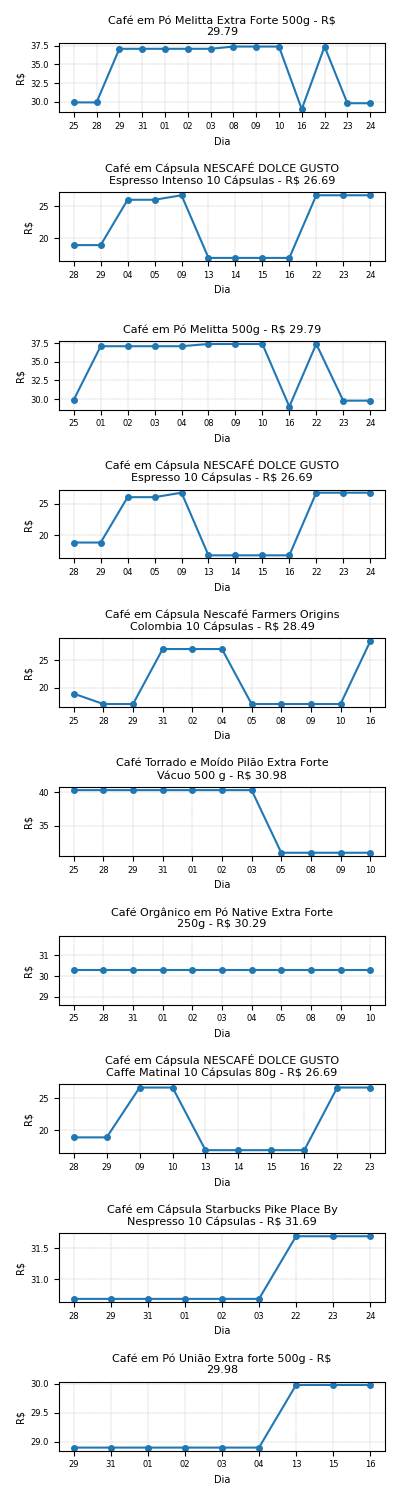 Café em Pó Melitta Extra Forte 500g - R$
29.79
37.5
35.0
32.5
30.0
R$
25 28 29 31 01 02 03 08 09 10 16 22 23 24
Dia
Café em Cápsula NESCAFÉ DOLCE GUSTO
Espresso Intenso 10 Cápsulas - R$ 26.69
25
20
R$
28 29 04 05 09 13 14 15 16 22 23 24
Dia
Café em Pó Melitta 500g - R$ 29.79
37.5
35.0
32.5
30.0
R$
25 01 02 03 04 08 09 10 16 22 23 24
Dia
Café em Cápsula NESCAFÉ DOLCE GUSTO
Espresso 10 Cápsulas - R$ 26.69
25
20
R$
28 29 04 05 09 13 14 15 16 22 23 24
Dia
Café em Cápsula Nescafé Farmers Origins
Colombia 10 Cápsulas - R$ 28.49
25
20
R$
25 28 29 31 02 04 05 08 09 10 16
Dia
Café Torrado e Moído Pilão Extra Forte
Vácuo 500 g - R$ 30.98
40
35
R$
25 28 29 31 01 02 03 05 08 09 10
Dia
Café Orgânico em Pó Native Extra Forte
250g - R$ 30.29
31
30
29
R$
25 28 31 01 02 03 04 05 08 09 10
Dia
Café em Cápsula NESCAFÉ DOLCE GUSTO
Caffe Matinal 10 Cápsulas 80g - R$ 26.69
25
20
R$
28 29 09 10 13 14 15 16 22 23
Dia
Café em Cápsula Starbucks Pike Place By
Nespresso 10 Cápsulas - R$ 31.69
31.5
31.0
R$
28 29 31 01 02 03 22 23 24
Dia
Café em Pó União Extra forte 500g - R$
29.98
30.0
29.5
29.0
R$
29 31 01 02 03 04 13 15 16
Dia